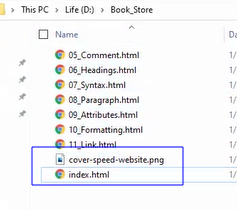 This PC > Life (D:) > Book_Store
Name
05_Comment.html
06_Headings.html
07_Syntax.html
08_Paragraph.html
09_Attributes.html
10_Formatting.html
11_Link.html
cover-speed-website.png
index.html